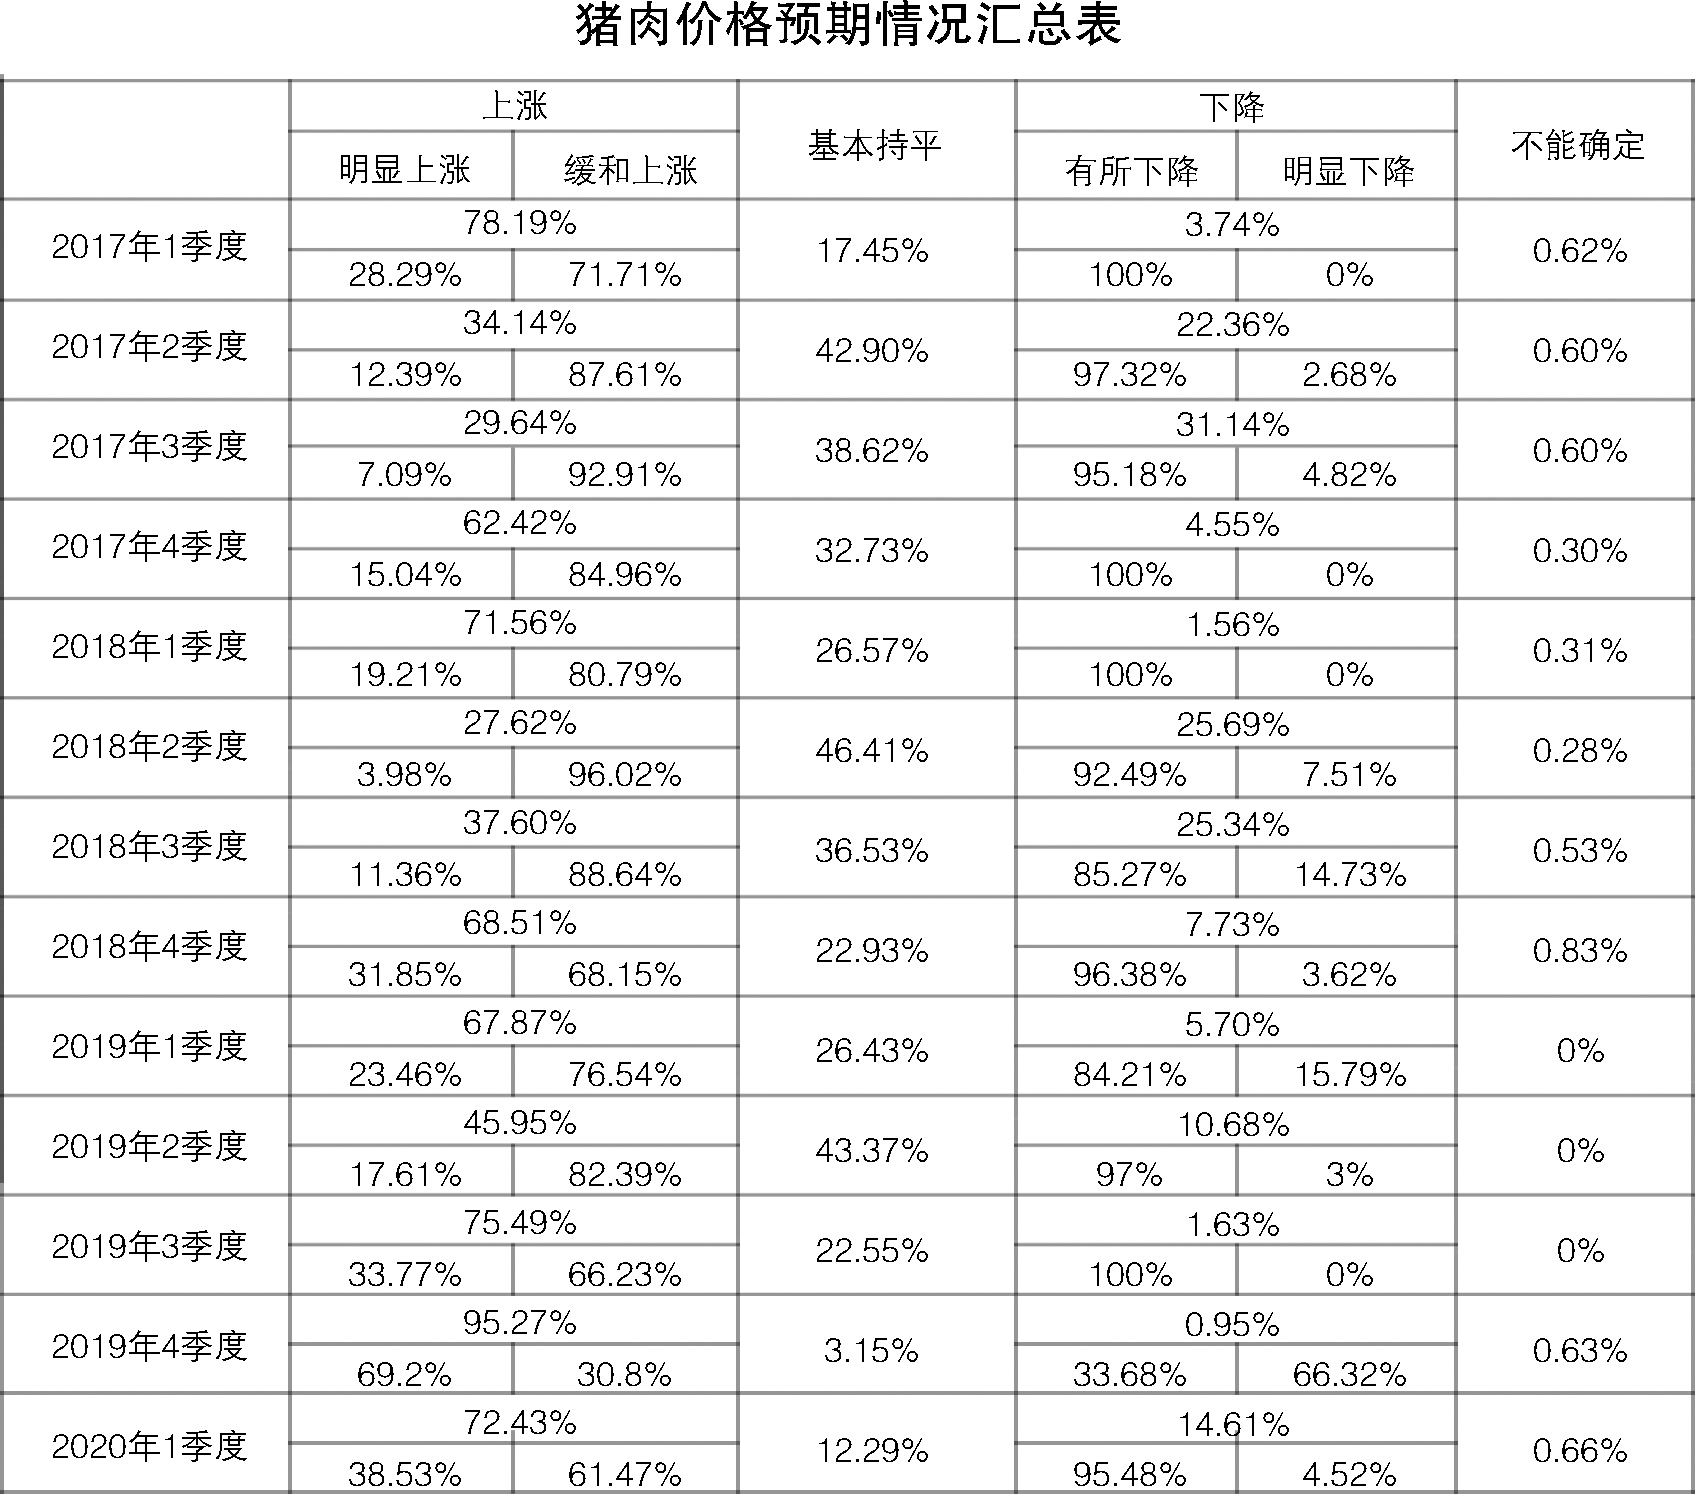 猪肉价格预期情况汇总表
上涨 基本持平 下降 不能确定
明显上涨 缓和上涨 有所下降 明显下降
2017年1季度 78.19% 17.45% 3.74% 0.62%
28.29% 71.71% 100% 0%
2017年2季度 34.14% 42.90% 22.36% 0.60%
12.39% 87.61% 97.32% 2.68%
2017年3季度 29.64% 38.62% 31.14% 0.60%
7.09% 92.91% 95.18% 4.82%
2017年4季度 62.42% 32.73% 4.55% 0.30%
15.04% 84.96% 100% 0%
2018年1季度 71.56% 26.57% 1.56% 0.31%
19.21% 80.79% 100% 0%
2018年2季度 27.62% 46.41% 25.69% 0.28%
3.98% 96.02% 92.49% 7.51%
2018年3季度 37.60% 36.53% 25.34% 0.53%
11.36% 88.64% 85.27% 14.73%
2018年4季度 68.51% 22.93% 7.73% 0.83%
31.85% 68.15% 96.38% 3.62%
2019年1季度 67.87% 26.43% 5.70% 0%
23.46% 76.54% 84.21% 15.79%
2019年2季度 45.95% 43.37% 10.68% 0%
17.61% 82.39% 97% 3%
2019年3季度 75.49% 22.55% 1.63% 0%
33.77% 66.23% 100% 0%
2019年4季度 95.27% 3.15% 0.95% 0.63%
69.2% 30.8% 33.68% 66.32%
2020年1季度 72.43% 12.29% 14.61% 0.66%
38.53% 61.47% 95.48% 4.52%